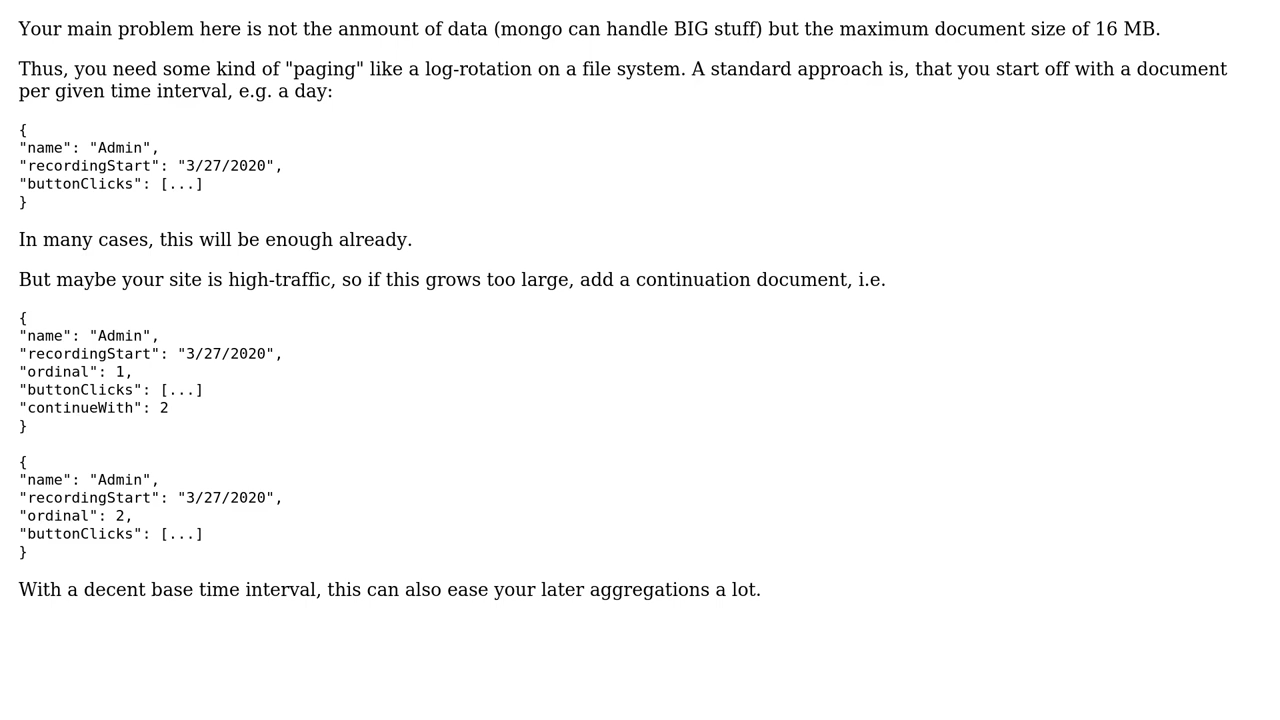 Your main problem here is not the anmount of data (mongo can handle BIG stuff) but the maximum document size of 16 MB.
Thus, you need some kind of "paging" like a log-rotation on a file system. A standard approach is, that you start off with a document
per given time interval, e.g. a day:
{
"name": "Admin",
"recordingStart": "3/27/2020",
"buttonClicks": [...]
}
In many cases, this will be enough already.
But maybe your site is high-traffic, so if this grows too large, add a continuation document, i.e.
{
"name": "Admin",
"recordingStart": "3/27/2020",
"ordinal": 1,
"buttonClicks": [...]
"continueWith": 2
}
{
"name": "Admin",
"recordingStart": "3/27/2020",
"ordinal": 2,
"buttonClicks": [...]
}
With a decent base time interval, this can also ease your later aggregations a lot.